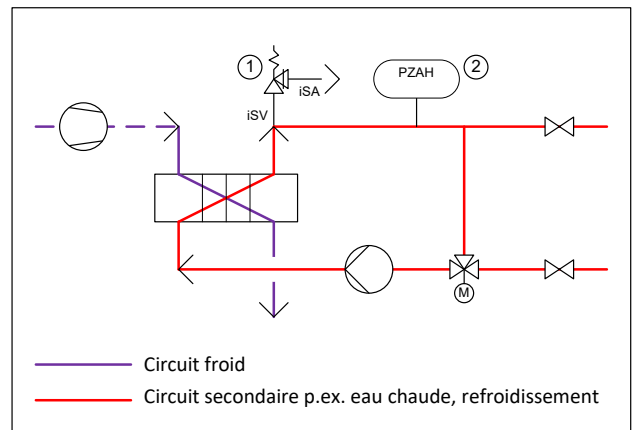 1
PZAH
2
iSA
iSV
M
Circuit froid
Circuit secondaire p.ex. eau chaude, refroidissement